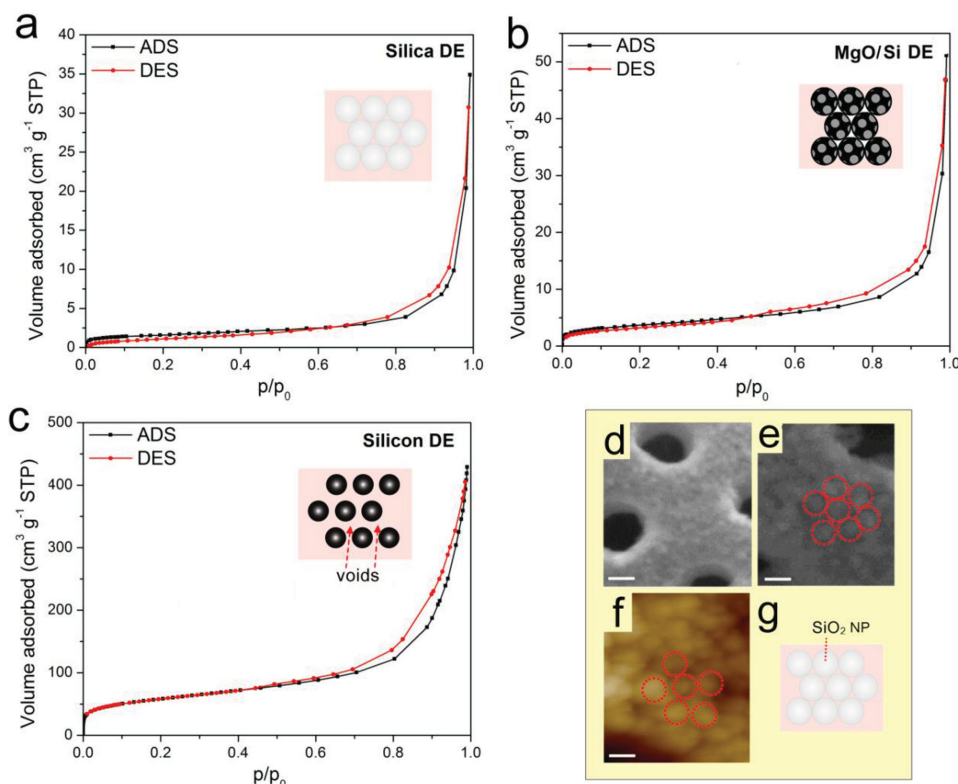 a
ADS
DES
Silica DE
Volume adsorbed (cm³ g⁻¹ STP)
40
35
30
25
20
15
10
5
0
0.0 0.2 0.4 0.6 0.8 1.0
p/p₀
b
ADS
DES
MgO/Si DE
Volume adsorbed (cm³ g⁻¹ STP)
50
40
30
20
10
0
0.0 0.2 0.4 0.6 0.8 1.0
p/p₀
c
ADS
DES
Silicon DE
voids
Volume adsorbed (cm³ g⁻¹ STP)
500
400
300
200
100
0
0.0 0.2 0.4 0.6 0.8 1.0
p/p₀
d
e
f
g
SiO₂ NP